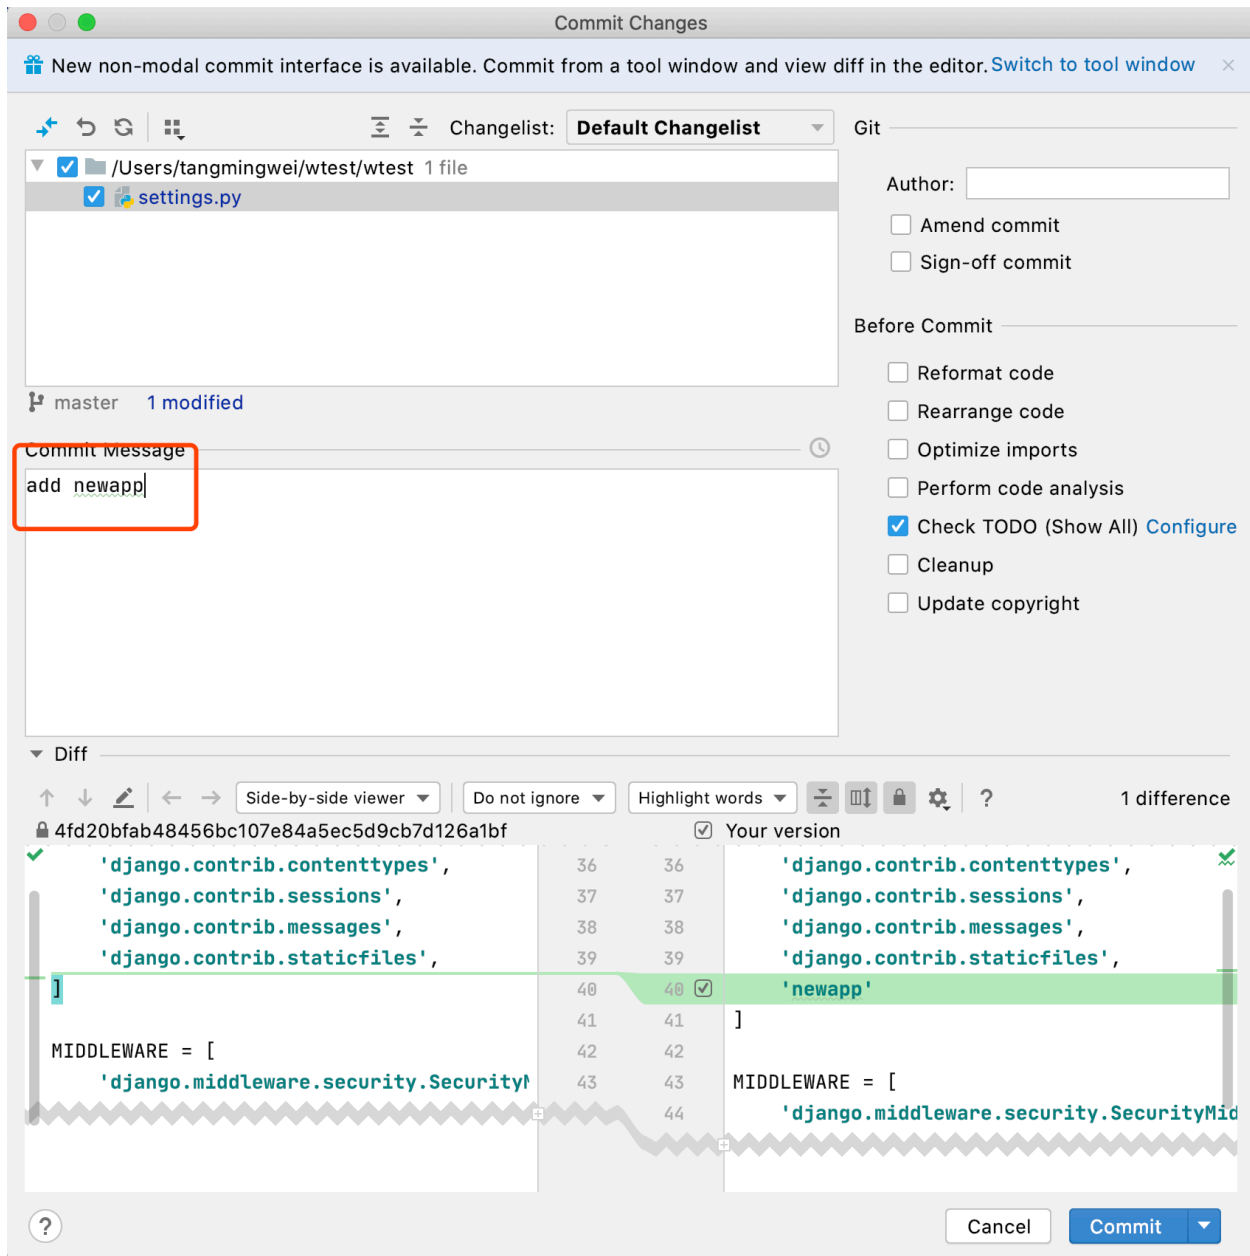 Commit Changes
New non-modal commit interface is available. Commit from a tool window and view diff in the editor. Switch to tool window
Changelist: Default Changelist
/Users/tangmingwei/wtest/wtest 1 file
settings.py
master 1 modified
Commit Message
add newapp
Git
Author:
Amend commit
Sign-off commit
Before Commit
Reformat code
Rearrange code
Optimize imports
Perform code analysis
Check TODO (Show All) Configure
Cleanup
Update copyright
Diff
Side-by-side viewer Do not ignore Highlight words ? 1 difference
4fd20bfab48456bc107e84a5ec5d9cb7d126a1bf Your version
'django.contrib.contenttypes', 36 36 'django.contrib.contenttypes',
'django.contrib.sessions', 37 37 'django.contrib.sessions',
'django.contrib.messages', 38 38 'django.contrib.messages',
'django.contrib.staticfiles', 39 39 'django.contrib.staticfiles',
] 40 40 'newapp'
41 41 ]
MIDDLEWARE = [ 42 42
'django.middleware.security.SecurityM 43 43 MIDDLEWARE = [
44 'django.middleware.security.SecurityMid
? Cancel Commit